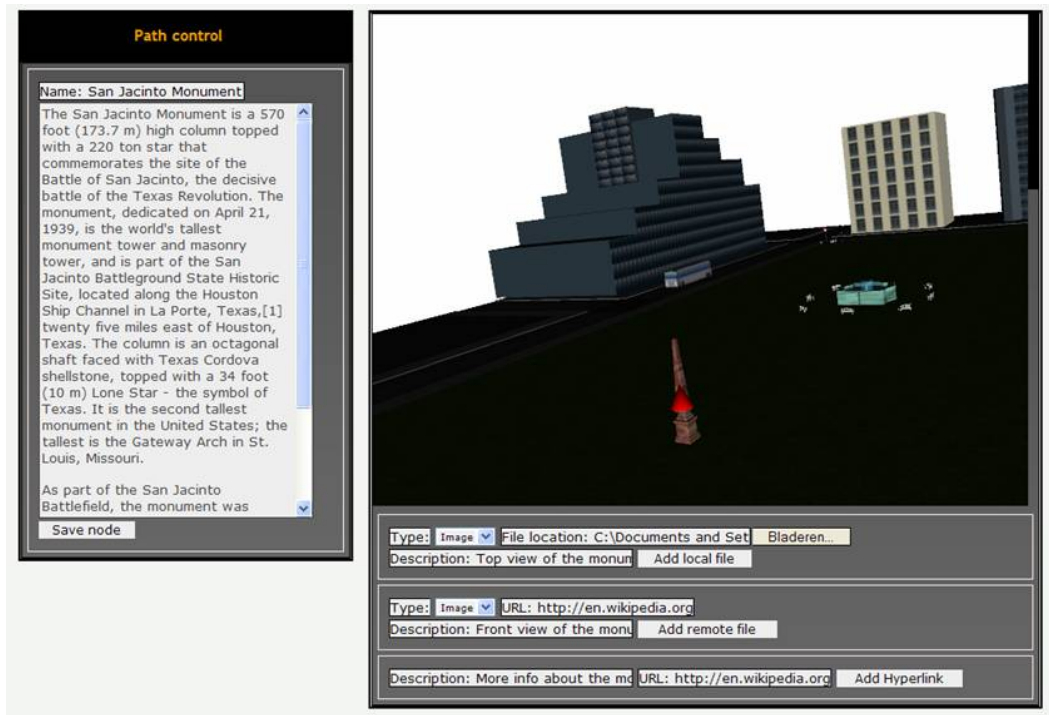 Path control
Name: San Jacinto Monument
The San Jacinto Monument is a 570
foot (173.7 m) high column topped
with a 220 ton star that
commemorates the site of the
Battle of San Jacinto, the decisive
battle of the Texas Revolution. The
monument, dedicated on April 21,
1939, is the world's tallest
monument tower and masonry
tower, and is part of the San
Jacinto Battleground State Historic
Site, located along the Houston
Ship Channel in La Porte, Texas,[1]
twenty five miles east of Houston,
Texas. The column is an octagonal
shaft faced with Texas Cordova
shellstone, topped with a 34 foot
(10 m) Lone Star - the symbol of
Texas. It is the second tallest
monument in the United States; the
tallest is the Gateway Arch in St.
Louis, Missouri.
As part of the San Jacinto
Battlefield, the monument was
Save node
Type: Image File location: C:\Documents and Set Bladeren...
Description: Top view of the monum Add local file
Type: Image URL: http://en.wikipedia.org
Description: Front view of the monu Add remote file
Description: More info about the mo URL: http://en.wikipedia.org Add Hyperlink